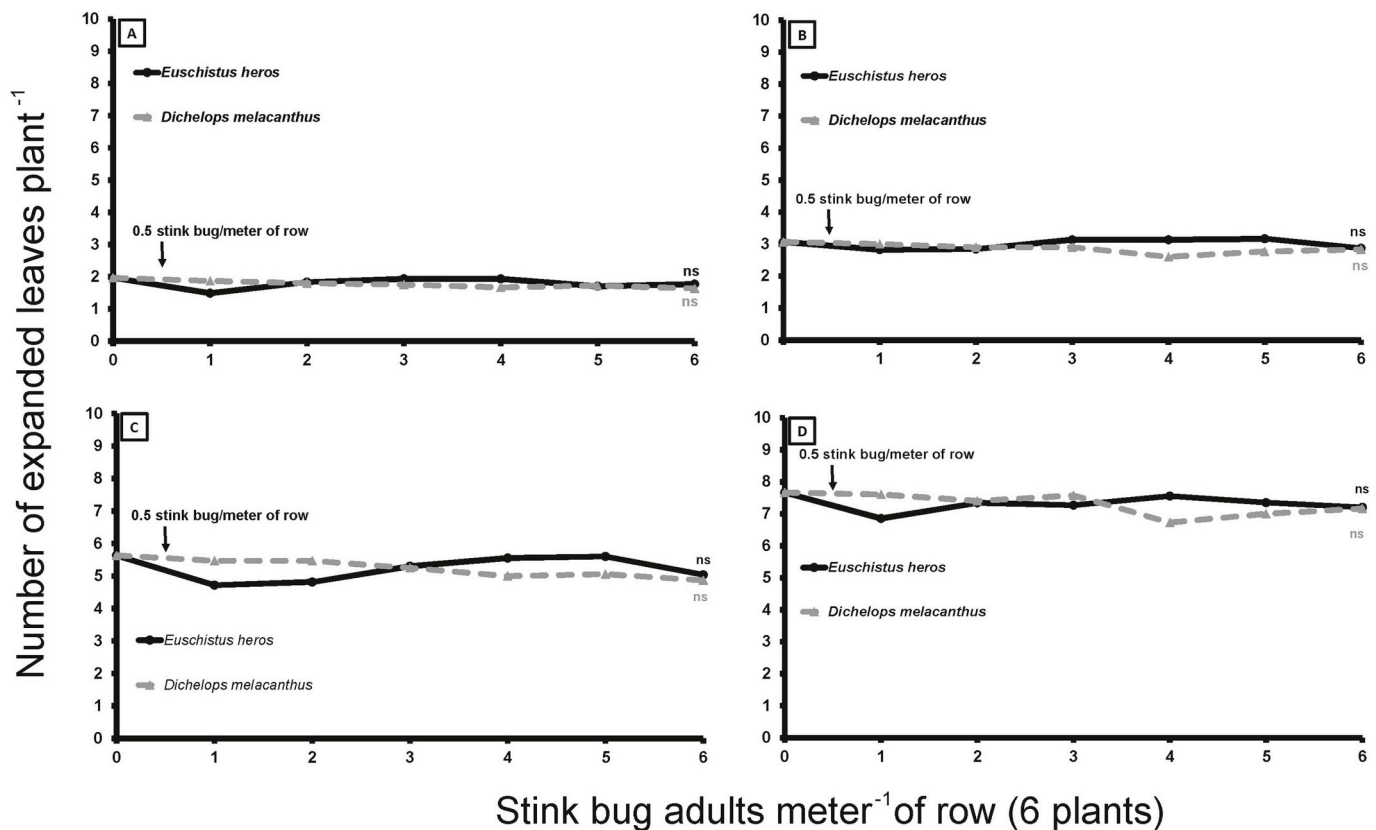 Number of expanded leaves plant⁻¹
A
10
9
8
7
6
5
4
3
2
1
0
Euschistus heros
Dichelops melacanthus
0.5 stink bug/meter of row
ns
ns
0 1 2 3 4 5 6
B
10
9
8
7
6
5
4
3
2
1
0
Euschistus heros
Dichelops melacanthus
0.5 stink bug/meter of row
ns
ns
1 2 3 4 5 6
C
10
9
8
7
6
5
4
3
2
1
0
0.5 stink bug/meter of row
ns
ns
Euschistus heros
Dichelops melacanthus
0 1 2 3 4 5 6
D
10
9
8
7
6
5
4
3
2
1
0
0.5 stink bug/meter of row
ns
ns
Euschistus heros
Dichelops melacanthus
0 1 2 3 4 5 6
Stink bug adults meter⁻¹of row (6 plants)